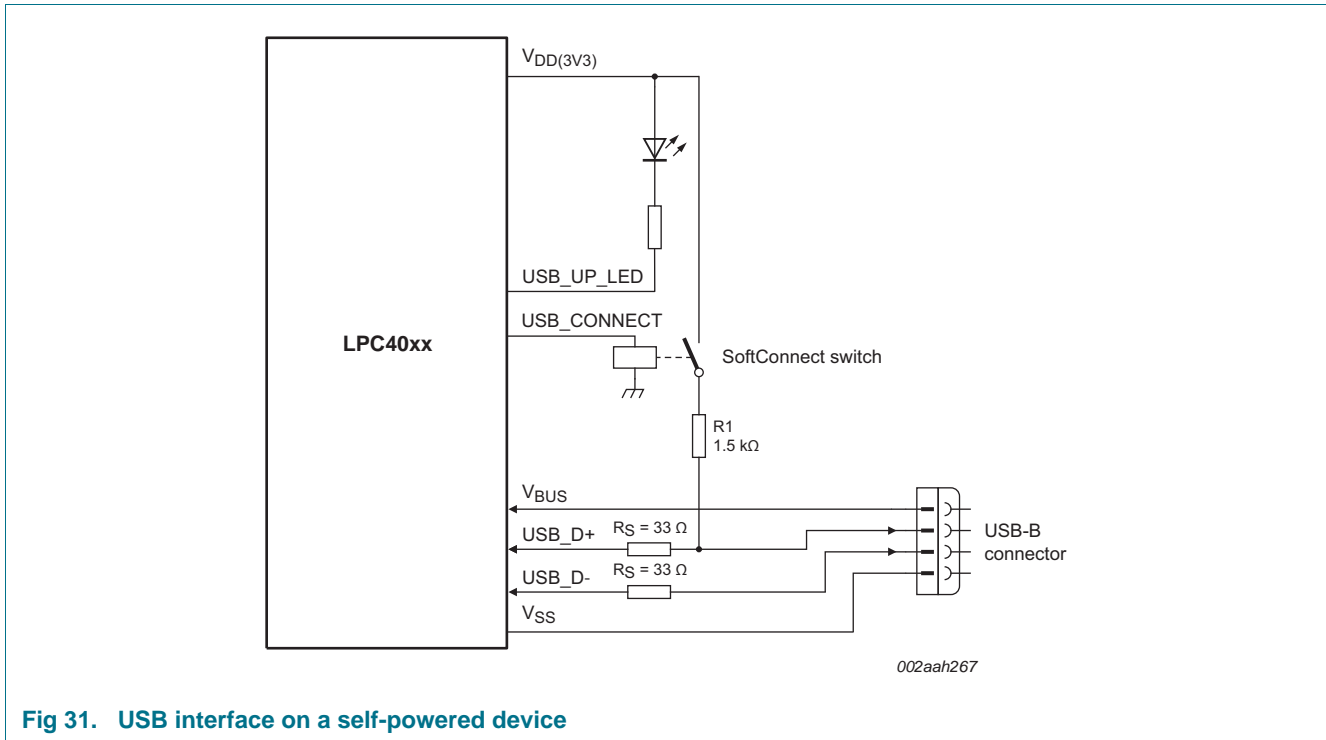 VDD(3V3)
USB_UP_LED
USB_CONNECT
LPC40xx
SoftConnect switch
R1
1.5 kΩ
VBUS
USB_D+
RS = 33 Ω
USB_D-
RS = 33 Ω
VSS
USB-B
connector
002aah267
Fig 31. USB interface on a self-powered device